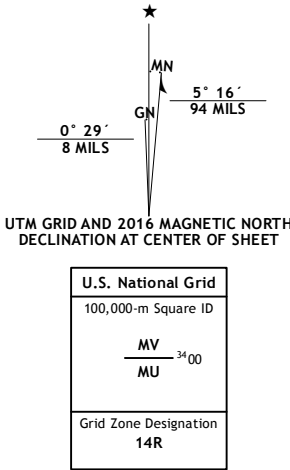 ★
MN
5° 16´
94 MILS
GN
0° 29´
8 MILS
UTM GRID AND 2016 MAGNETIC NORTH
DECLINATION AT CENTER OF SHEET
U.S. National Grid
100,000-m Square ID
MV
³⁴00
MU
Grid Zone Designation
14R